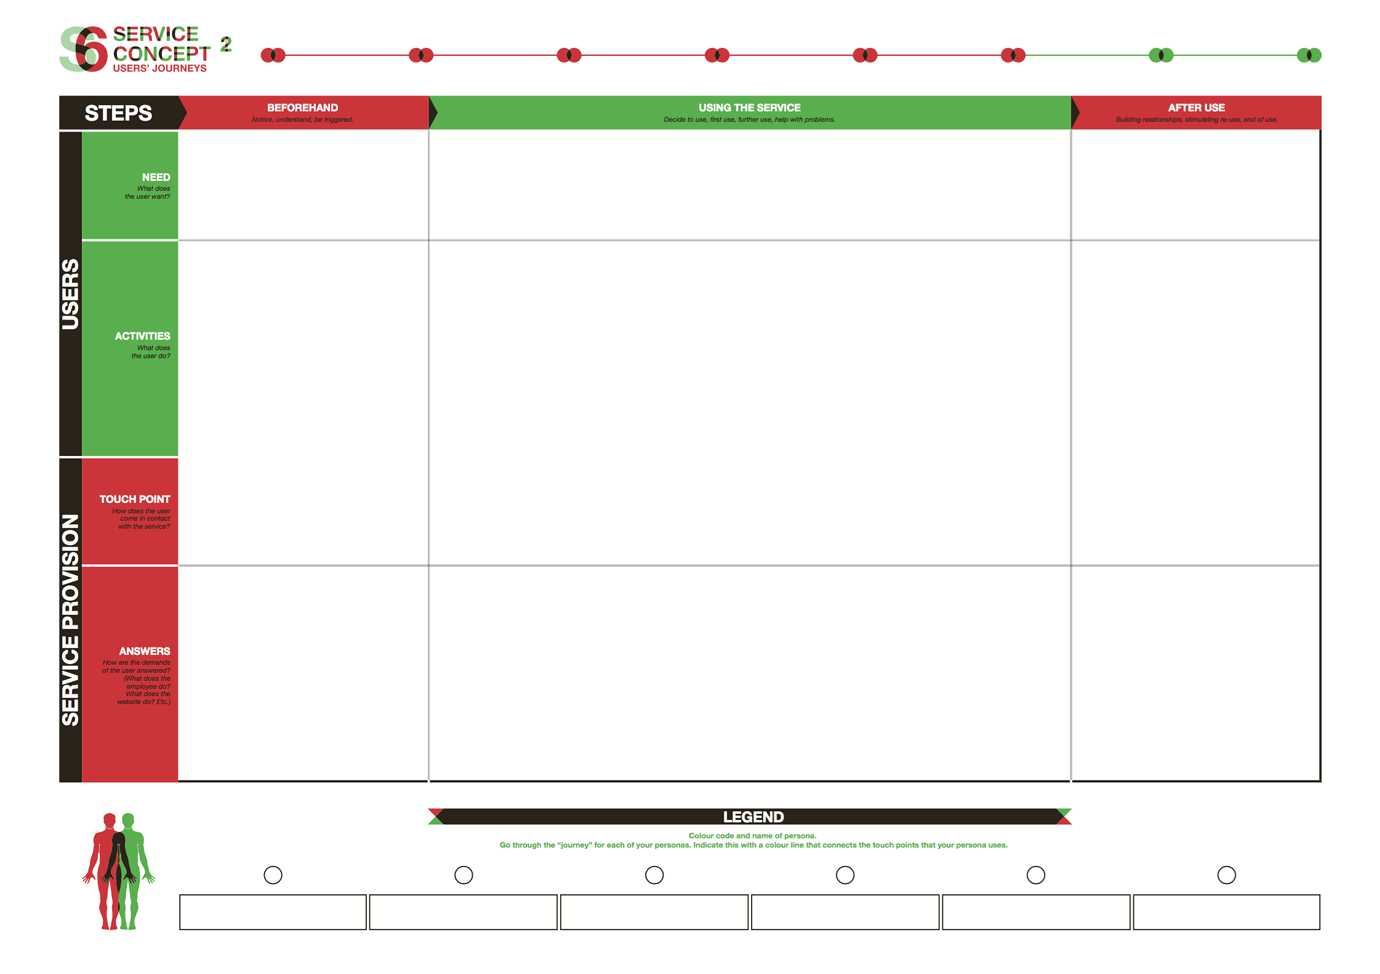 S6
SERVICE
CONCEPT 2
USERS' JOURNEYS
STEPS
BEFOREHAND
Notice, understand, be triggered.
USING THE SERVICE
Decide to use, first use, further use, help with problems.
AFTER USE
Building relationships, stimulating re-use, end of use.
USERS
NEED
What does
the user want?
ACTIVITIES
What does
the user do?
SERVICE PROVISION
TOUCH POINT
How does the user
come in contact
with the service?
ANSWERS
How are the demands
of the user answered?
(What does the
employee do?
What does the
website do? Etc.)
LEGEND
Colour code and name of persona.
Go through the “journey” for each of your personas. Indicate this with a colour line that connects the touch points that your persona uses.